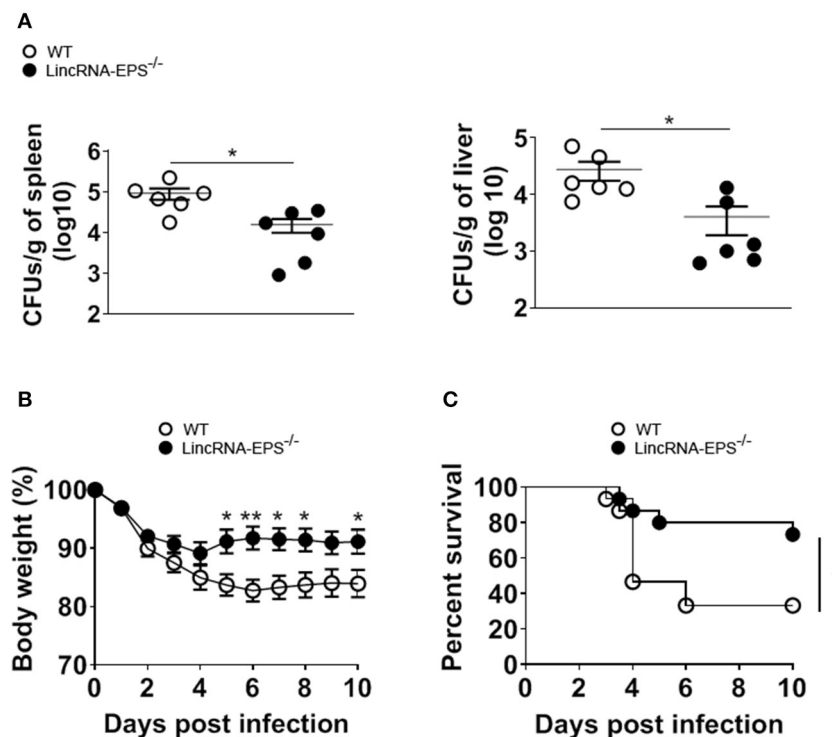 A
WT
LincRNA-EPS-/-
CFUs/g of spleen
(log10)
6
5
4
3
2
*
CFUs/g of liver
(log 10)
5
4
3
2
*
B
WT
LincRNA-EPS-/-
Body weight (%)
100
90
80
70
* ** * * *
0 2 4 6 8 10
Days post infection
C
WT
LincRNA-EPS-/-
Percent survival
100
80
60
40
20
0
0 2 4 6 8 10
Days post infection